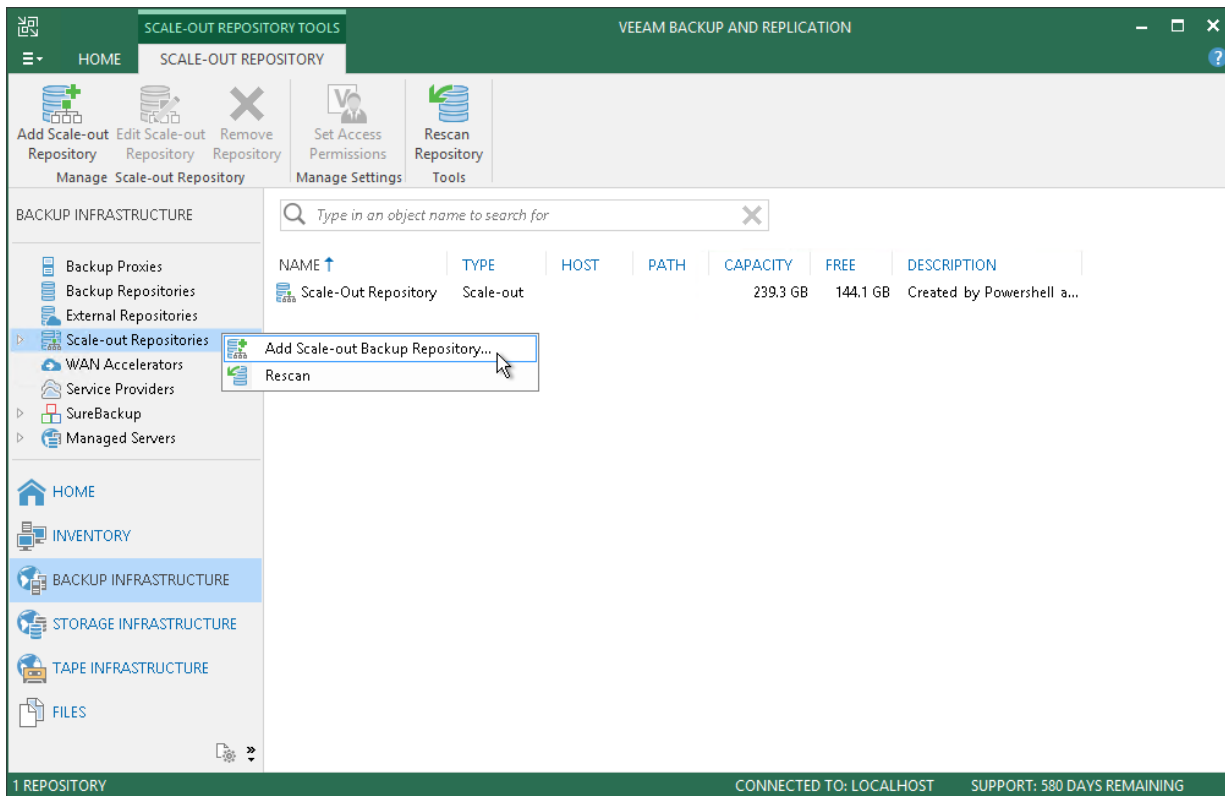 SCALE-OUT REPOSITORY TOOLS
VEEAM BACKUP AND REPLICATION
HOME
SCALE-OUT REPOSITORY
?
Add Scale-out Repository
Edit Scale-out Repository
Remove Repository
Set Access Permissions
Rescan Repository
Manage Scale-out Repository
Manage Settings
Tools
BACKUP INFRASTRUCTURE
Type in an object name to search for
Backup Proxies
Backup Repositories
External Repositories
Scale-out Repositories
WAN Accelerators
Service Providers
SureBackup
Managed Servers
NAME TYPE HOST PATH CAPACITY FREE DESCRIPTION
Scale-Out Repository Scale-out 239.3 GB 144.1 GB Created by Powershell a...
Add Scale-out Backup Repository...
Rescan
HOME
INVENTORY
BACKUP INFRASTRUCTURE
STORAGE INFRASTRUCTURE
TAPE INFRASTRUCTURE
FILES
1 REPOSITORY
CONNECTED TO: LOCALHOST
SUPPORT: 580 DAYS REMAINING